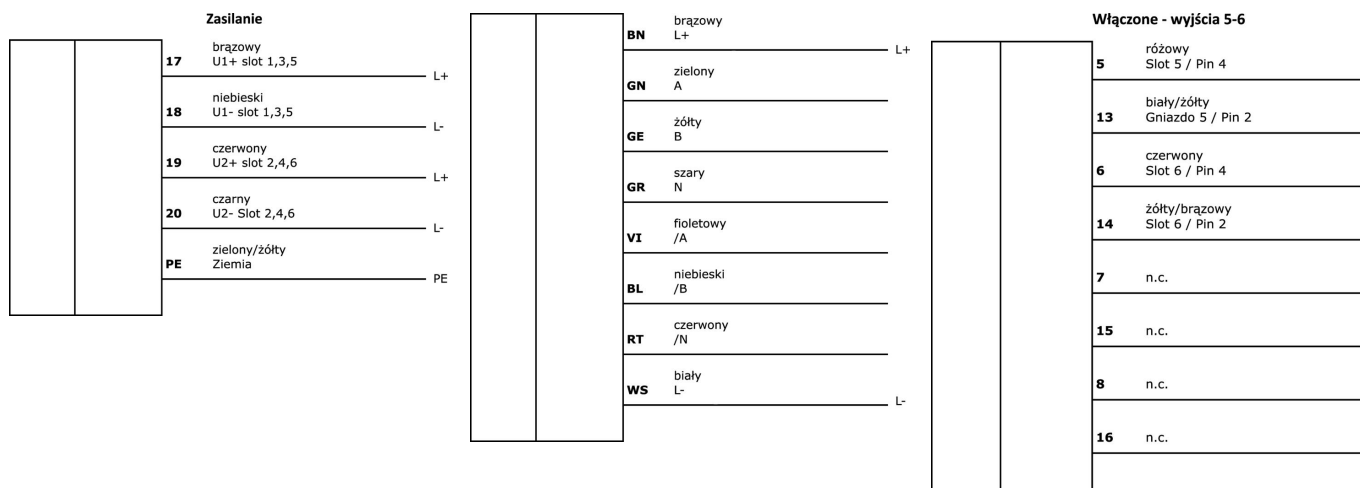 Zasilanie
brązowy
17 U1+ slot 1,3,5
L+
niebieski
18 U1- slot 1,3,5
L-
czerwony
19 U2+ slot 2,4,6
L+
czarny
20 U2- Slot 2,4,6
L-
zielony/żółty
PE Ziemia
PE
brązowy
BN L+
L+
zielony
GN A
żółty
GE B
szary
GR N
fioletowy
VI /A
niebieski
BL /B
czerwony
RT /N
biały
WS L-
L-
Włączone - wyjścia 5-6
różowy
5 Slot 5 / Pin 4
biały/żółty
13 Gniazdo 5 / Pin 2
czerwony
6 Slot 6 / Pin 4
żółty/brązowy
14 Slot 6 / Pin 2
7 n.c.
15 n.c.
8 n.c.
16 n.c.